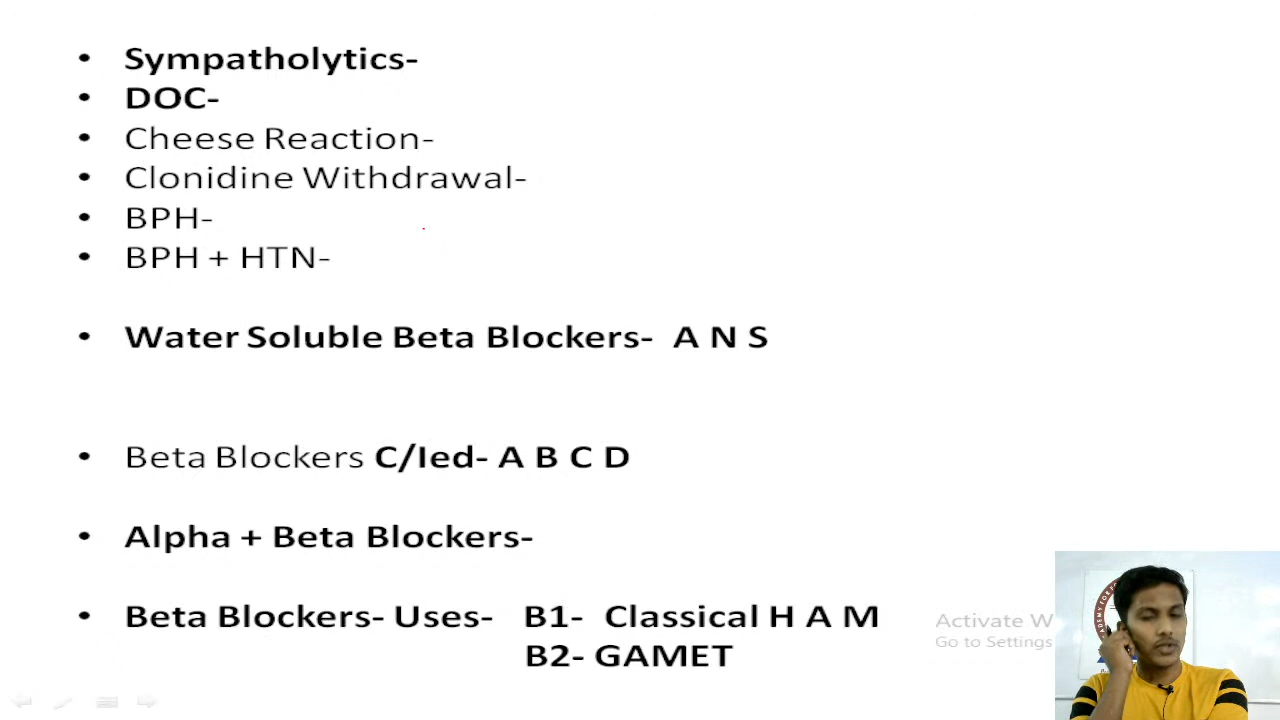 • Sympatholytics-
• DOC-
• Cheese Reaction-
• Clonidine Withdrawal-
• BPH-
• BPH + HTN-
• Water Soluble Beta Blockers- A N S
• Beta Blockers C/Ied- A B C D
• Alpha + Beta Blockers-
• Beta Blockers- Uses- B1- Classical H A M
B2- GAMET
Activate W
Go to Settings